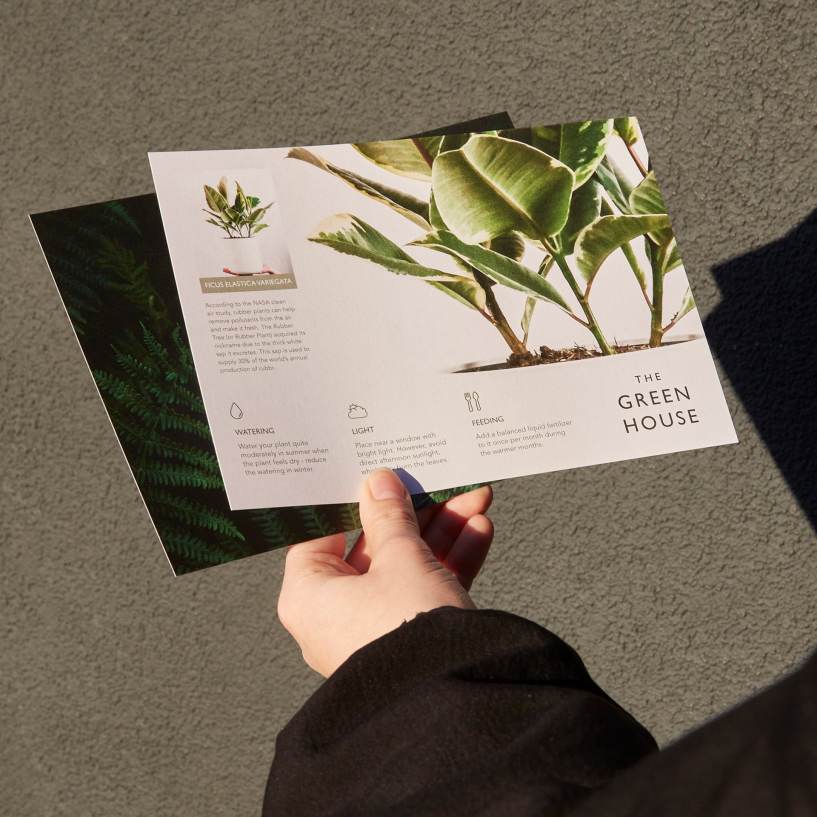 FICUS ELASTICA VARIEGATA
According to the NASA clean
air study, rubber plants can help
remove pollutants from the air
and make it fresh. The Rubber
Tree (or Rubber Plant) acquired its
nickname due to the thick white
sap it excretes. This sap is used to
supply 30% of the world's annual
production of rubbr.
WATERING
Water your plant quite
moderately in summer when
the plant feels dry - reduce
the watering in winter.
LIGHT
Place near a window with
bright light. However, avoid
direct afternoon sunlight,
burn the leaves.
FEEDING
Add a balanced liquid fertilizer
to it once per month during
the warmer months.
THE
GREEN
HOUSE